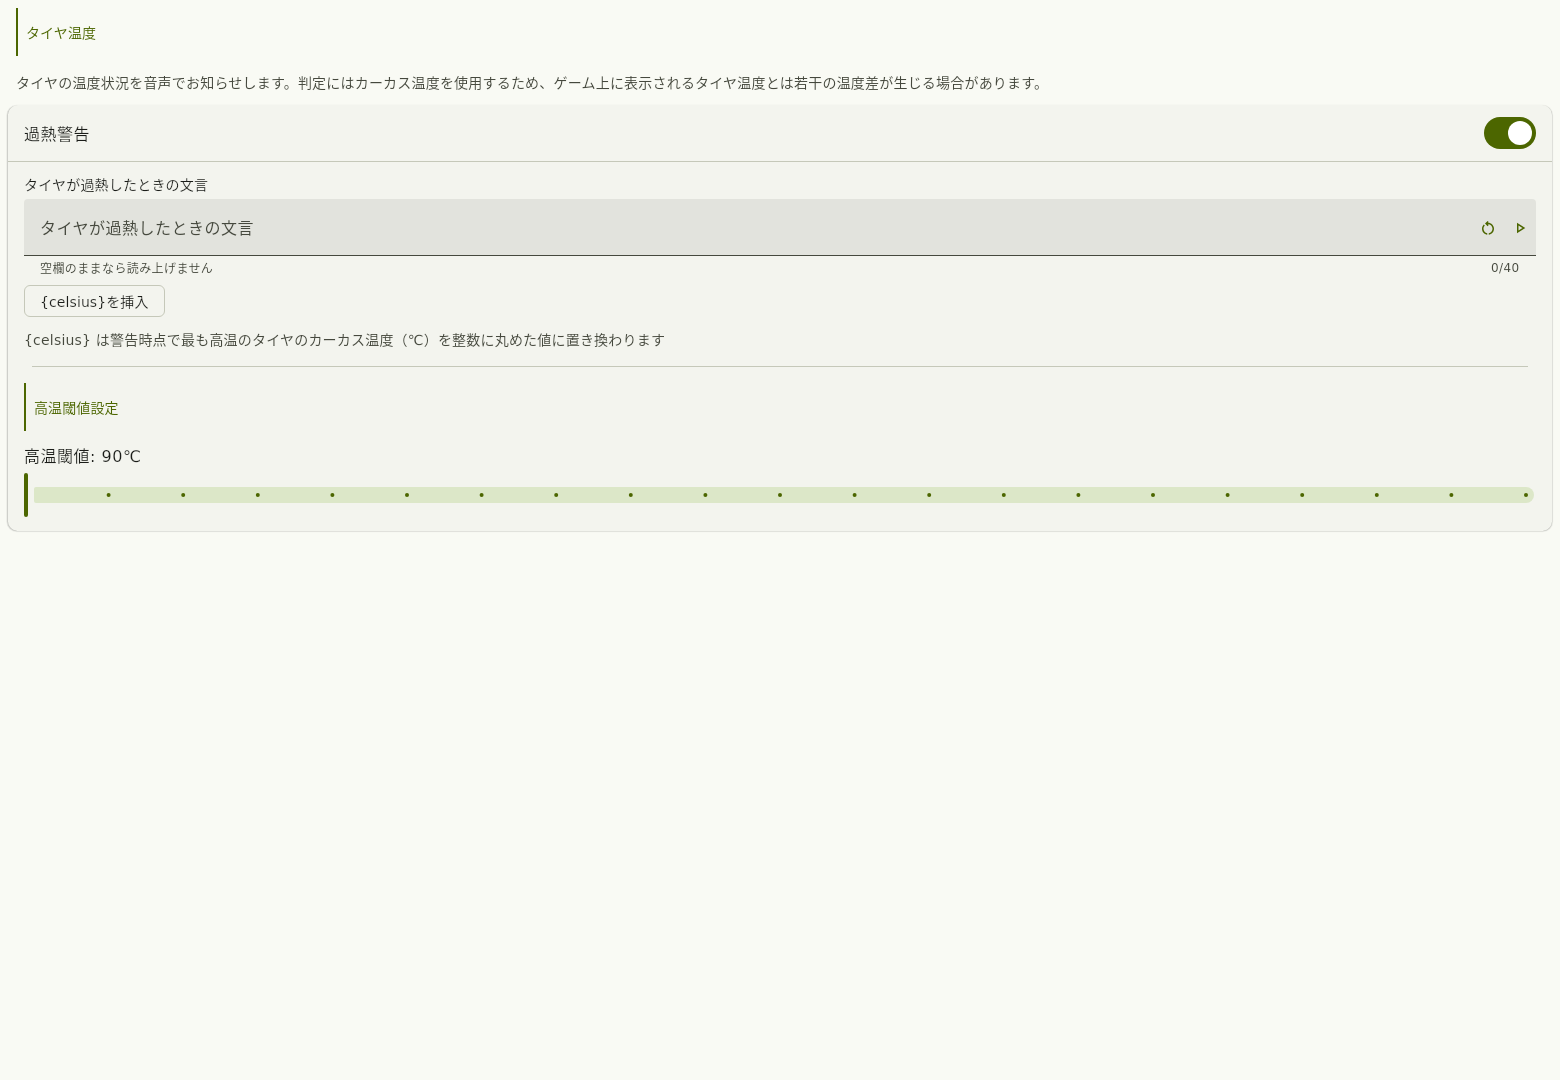 タイヤ温度
タイヤの温度状況を音声でお知らせします。判定にはカーカス温度を使用するため、ゲーム上に表示されるタイヤ温度とは若干の温度差が生じる場合があります。
過熱警告
タイヤが過熱したときの文言
タイヤが過熱したときの文言
空欄のままなら読み上げません 0/40
{celsius}を挿入
{celsius} は警告時点で最も高温のタイヤのカーカス温度（℃）を整数に丸めた値に置き換わります
高温閾値設定
高温閾値: 90℃